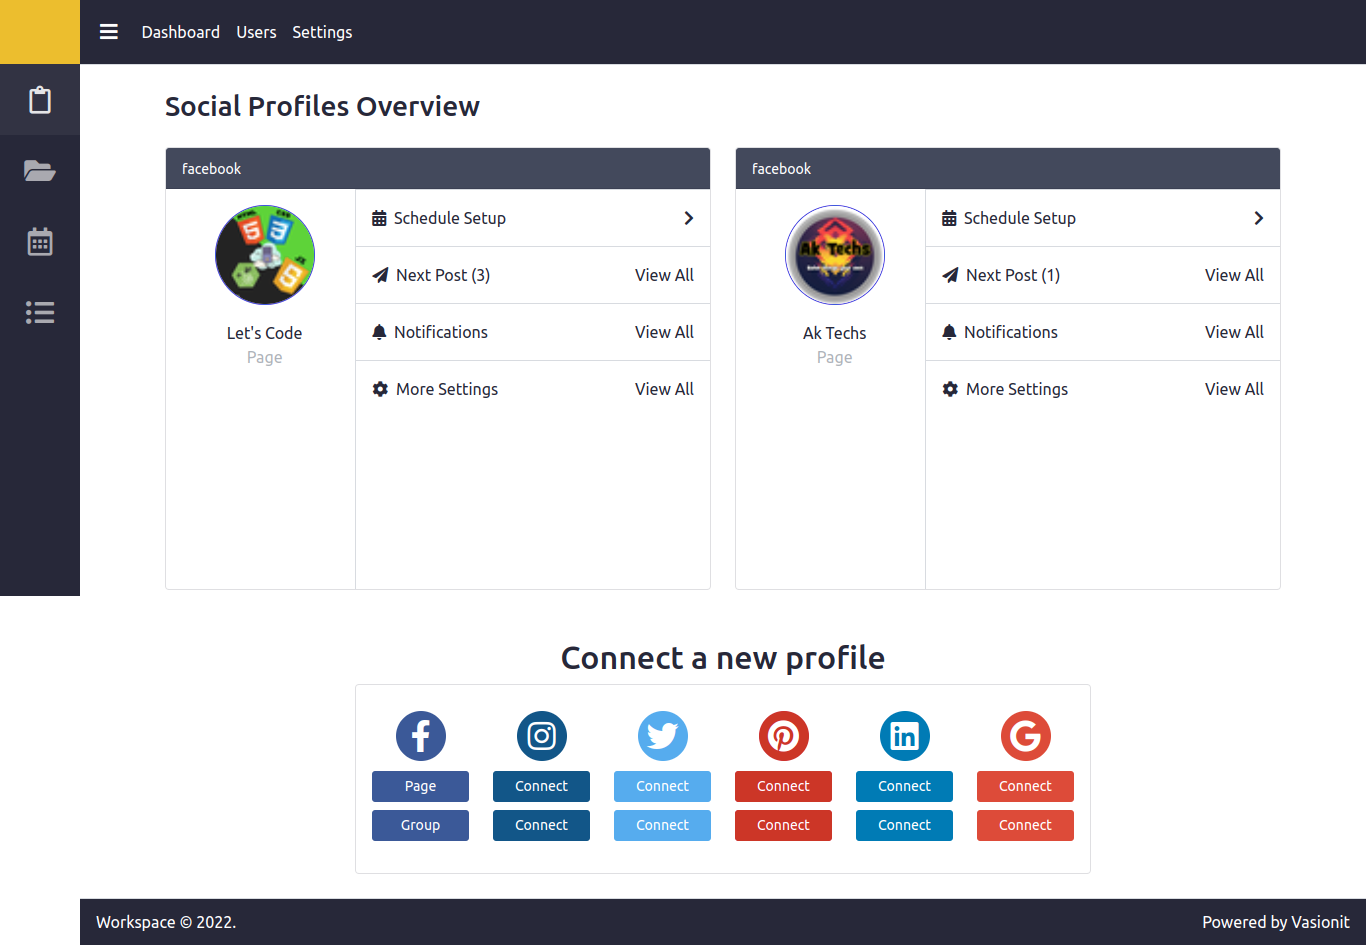 Dashboard Users Settings
Social Profiles Overview
facebook
Let's Code
Page
Schedule Setup
Next Post (3) View All
Notifications View All
More Settings View All
facebook
Ak Techs
Ak Techs
Page
Schedule Setup
Next Post (1) View All
Notifications View All
More Settings View All
Connect a new profile
Page Connect Connect Connect Connect Connect
Group Connect Connect Connect Connect Connect
Workspace © 2022. Powered by Vasionit